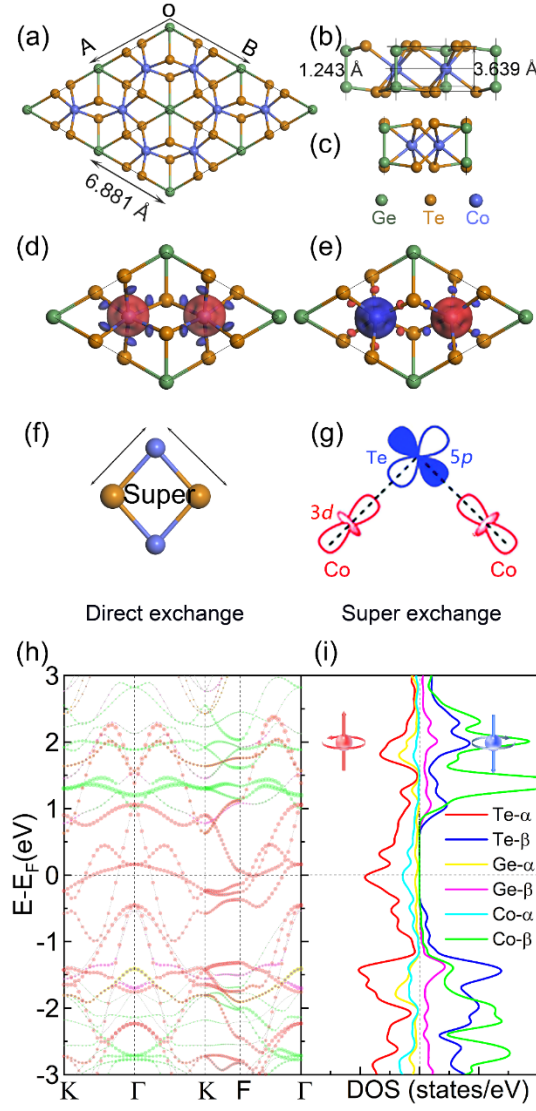 (a)
o
A
B
6.881 Å
(b)
1.243 Å
3.639 Å
(c)
Ge
Te
Co
(d)
(e)
(f)
Super
Direct exchange
(g)
Te
5p
3d
Co
Co
Super exchange
(h)
3
2
1
0
-1
-2
-3
E-E_F(eV)
K
Γ
K
F
Γ
(i)
Te-α
Te-β
Ge-α
Ge-β
Co-α
Co-β
DOS (states/eV)